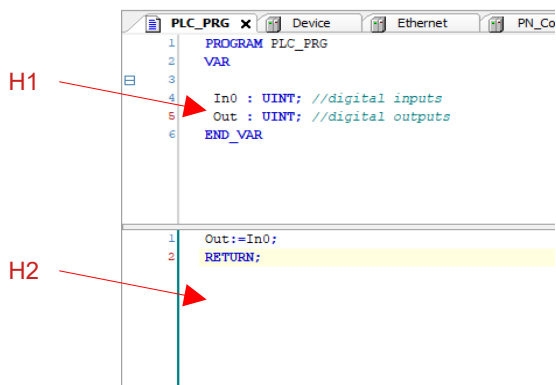 PLC_PRG Device Ethernet PN_Co
1 PROGRAM PLC_PRG
2 VAR
3
H1
4 In0 : UINT; //digital inputs
5 Out : UINT; //digital outputs
6 END_VAR
1 Out:=In0;
2 RETURN;
H2